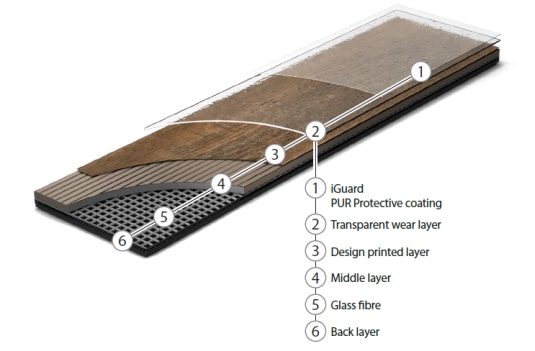 1
2
3
4
5
6
1 iGuard
PUR Protective coating
2 Transparent wear layer
3 Design printed layer
4 Middle layer
5 Glass fibre
6 Back layer